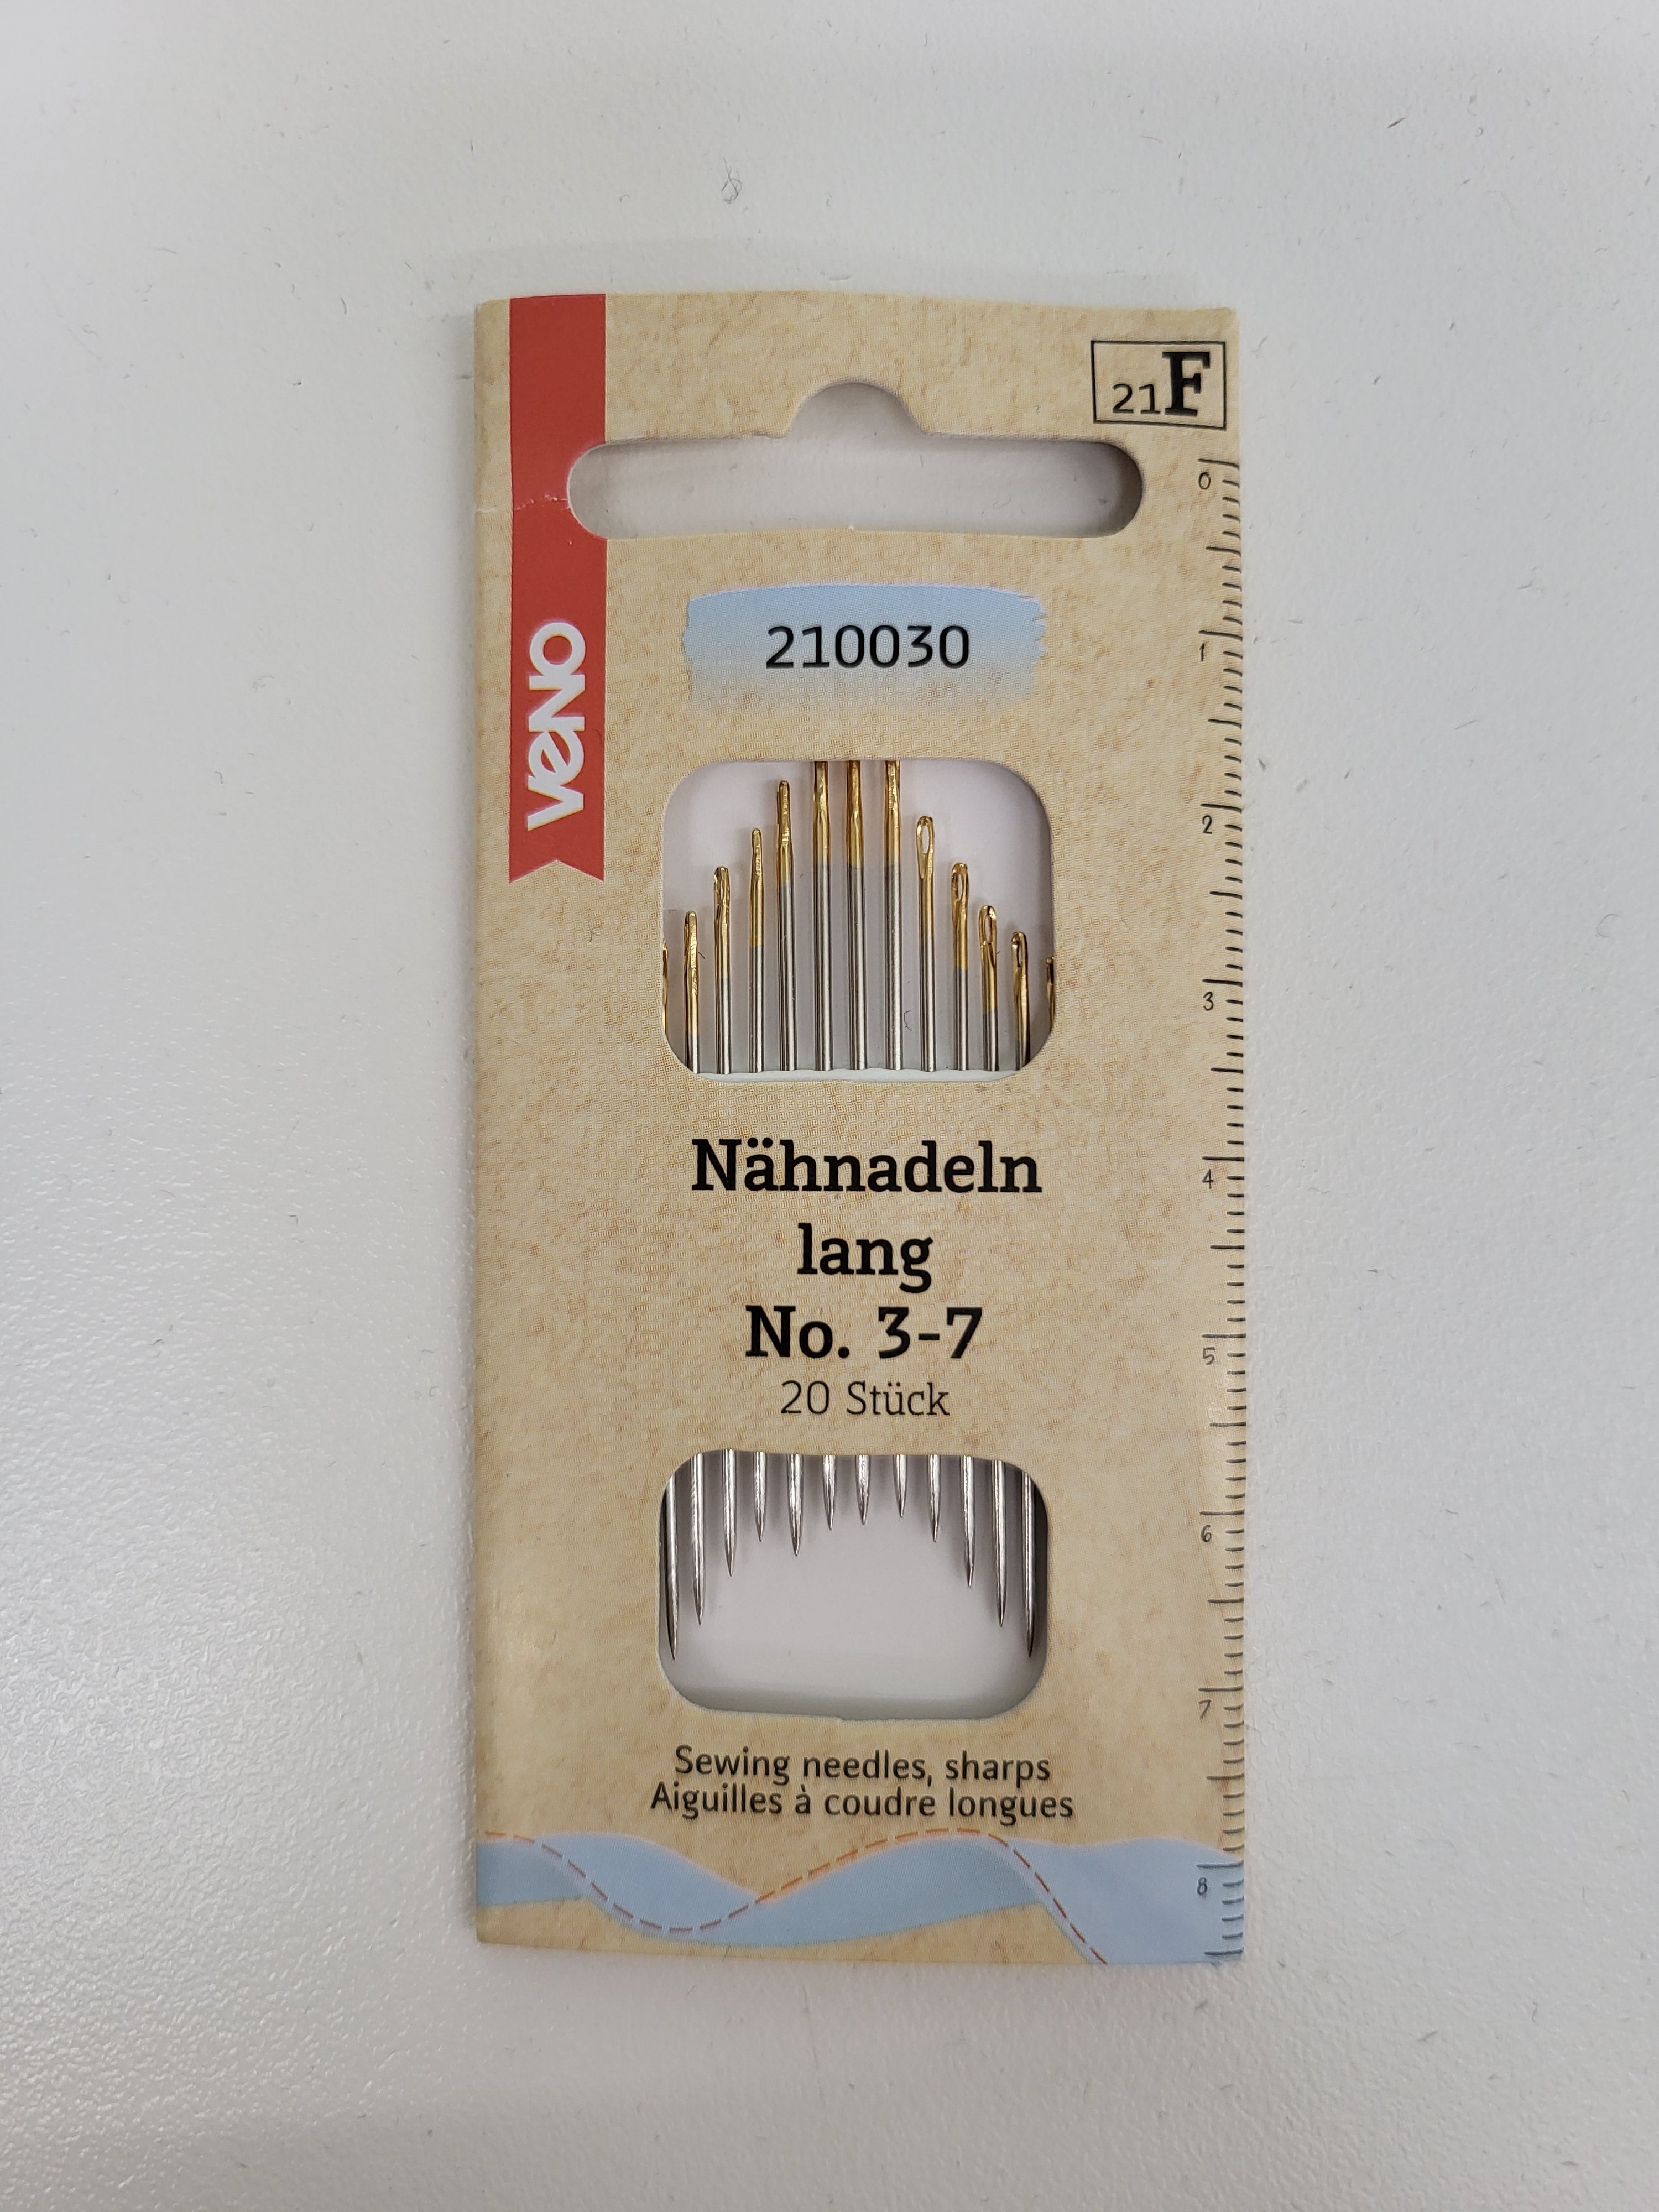 21F
VENO
210030
Nähnadeln
lang
No. 3-7
20 Stück
Sewing needles, sharps
Aiguilles à coudre longues
0
1
2
3
4
5
6
7
8